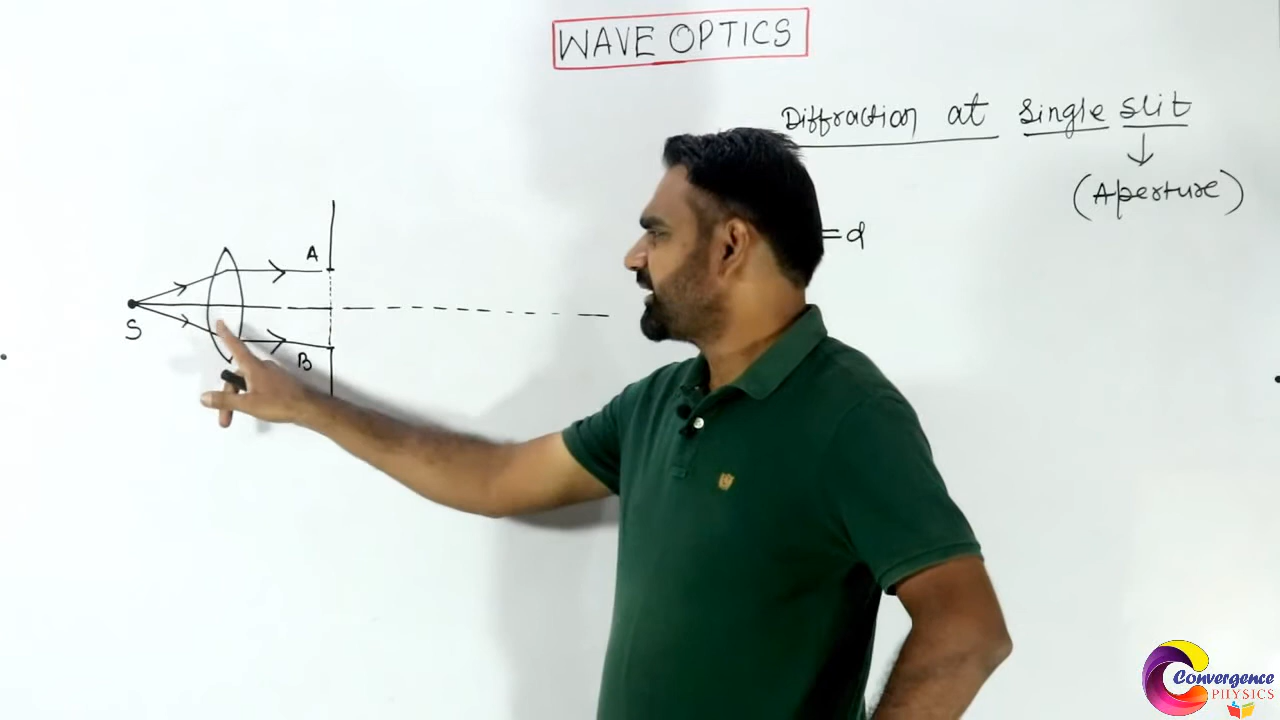 WAVE OPTICS
Diffraction at single slit
(Aperture)
= d
A
S
B
Convergence
PHYSICS